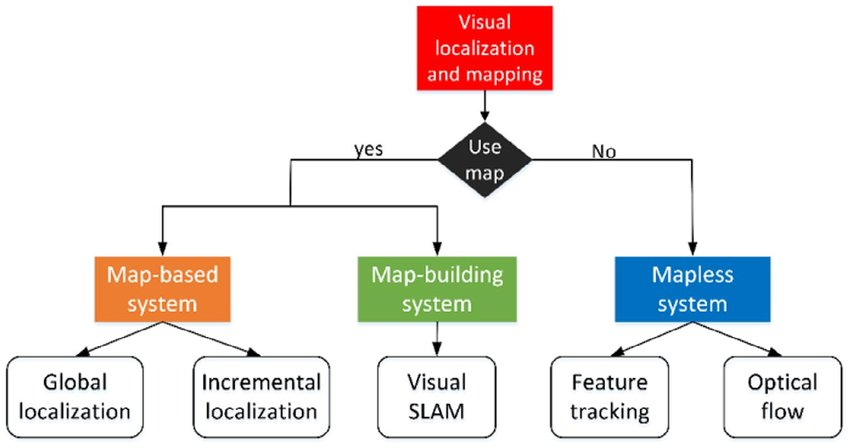 Visual
localization
and mapping
Use
map
yes
No
Map-based
system
Map-building
system
Mapless
system
Global
localization
Incremental
localization
Visual
SLAM
Feature
tracking
Optical
flow